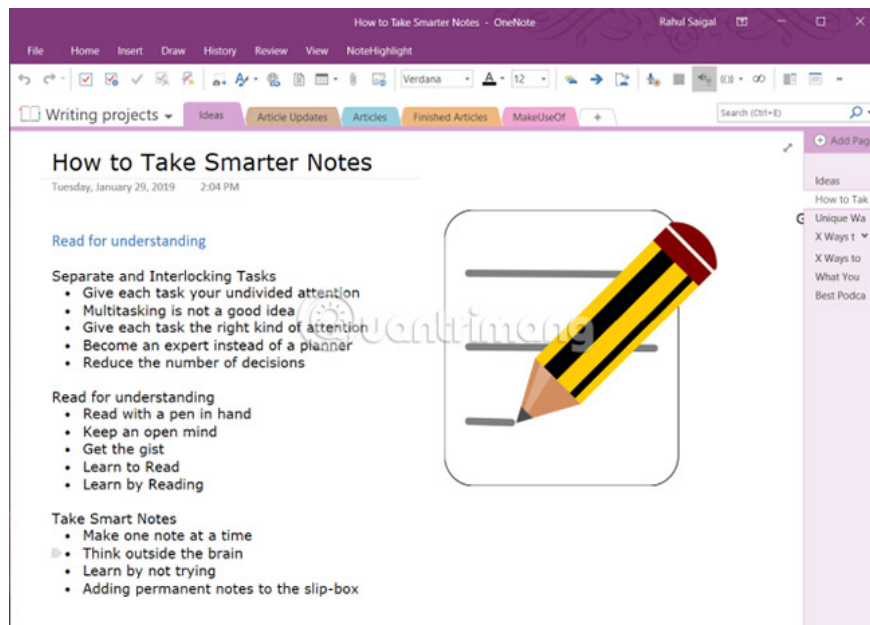 How to Take Smarter Notes - OneNote
Rahul Saigal
File Home Insert Draw History Review View NoteHighlight
Verdana 12
Writing projects
Ideas Article Updates Articles Finished Articles MakeUseOf +
Search (Ctrl+E)
How to Take Smarter Notes
Tuesday, January 29, 2019 2:04 PM
Read for understanding
Separate and Interlocking Tasks
• Give each task your undivided attention
• Multitasking is not a good idea
• Give each task the right kind of attention
• Become an expert instead of a planner
• Reduce the number of decisions
Read for understanding
• Read with a pen in hand
• Keep an open mind
• Get the gist
• Learn to Read
• Learn by Reading
Take Smart Notes
• Make one note at a time
• Think outside the brain
• Learn by not trying
• Adding permanent notes to the slip-box
Add Pag
Ideas
How to Tak
Unique Wa
X Ways t
X Ways to
What You
Best Podca
Quantrimang